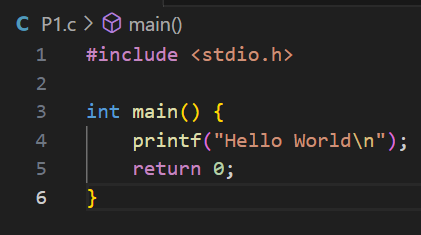 C P1.c > main()
1 #include <stdio.h>
2
3 int main() {
4     printf("Hello World\n");
5     return 0;
6 }